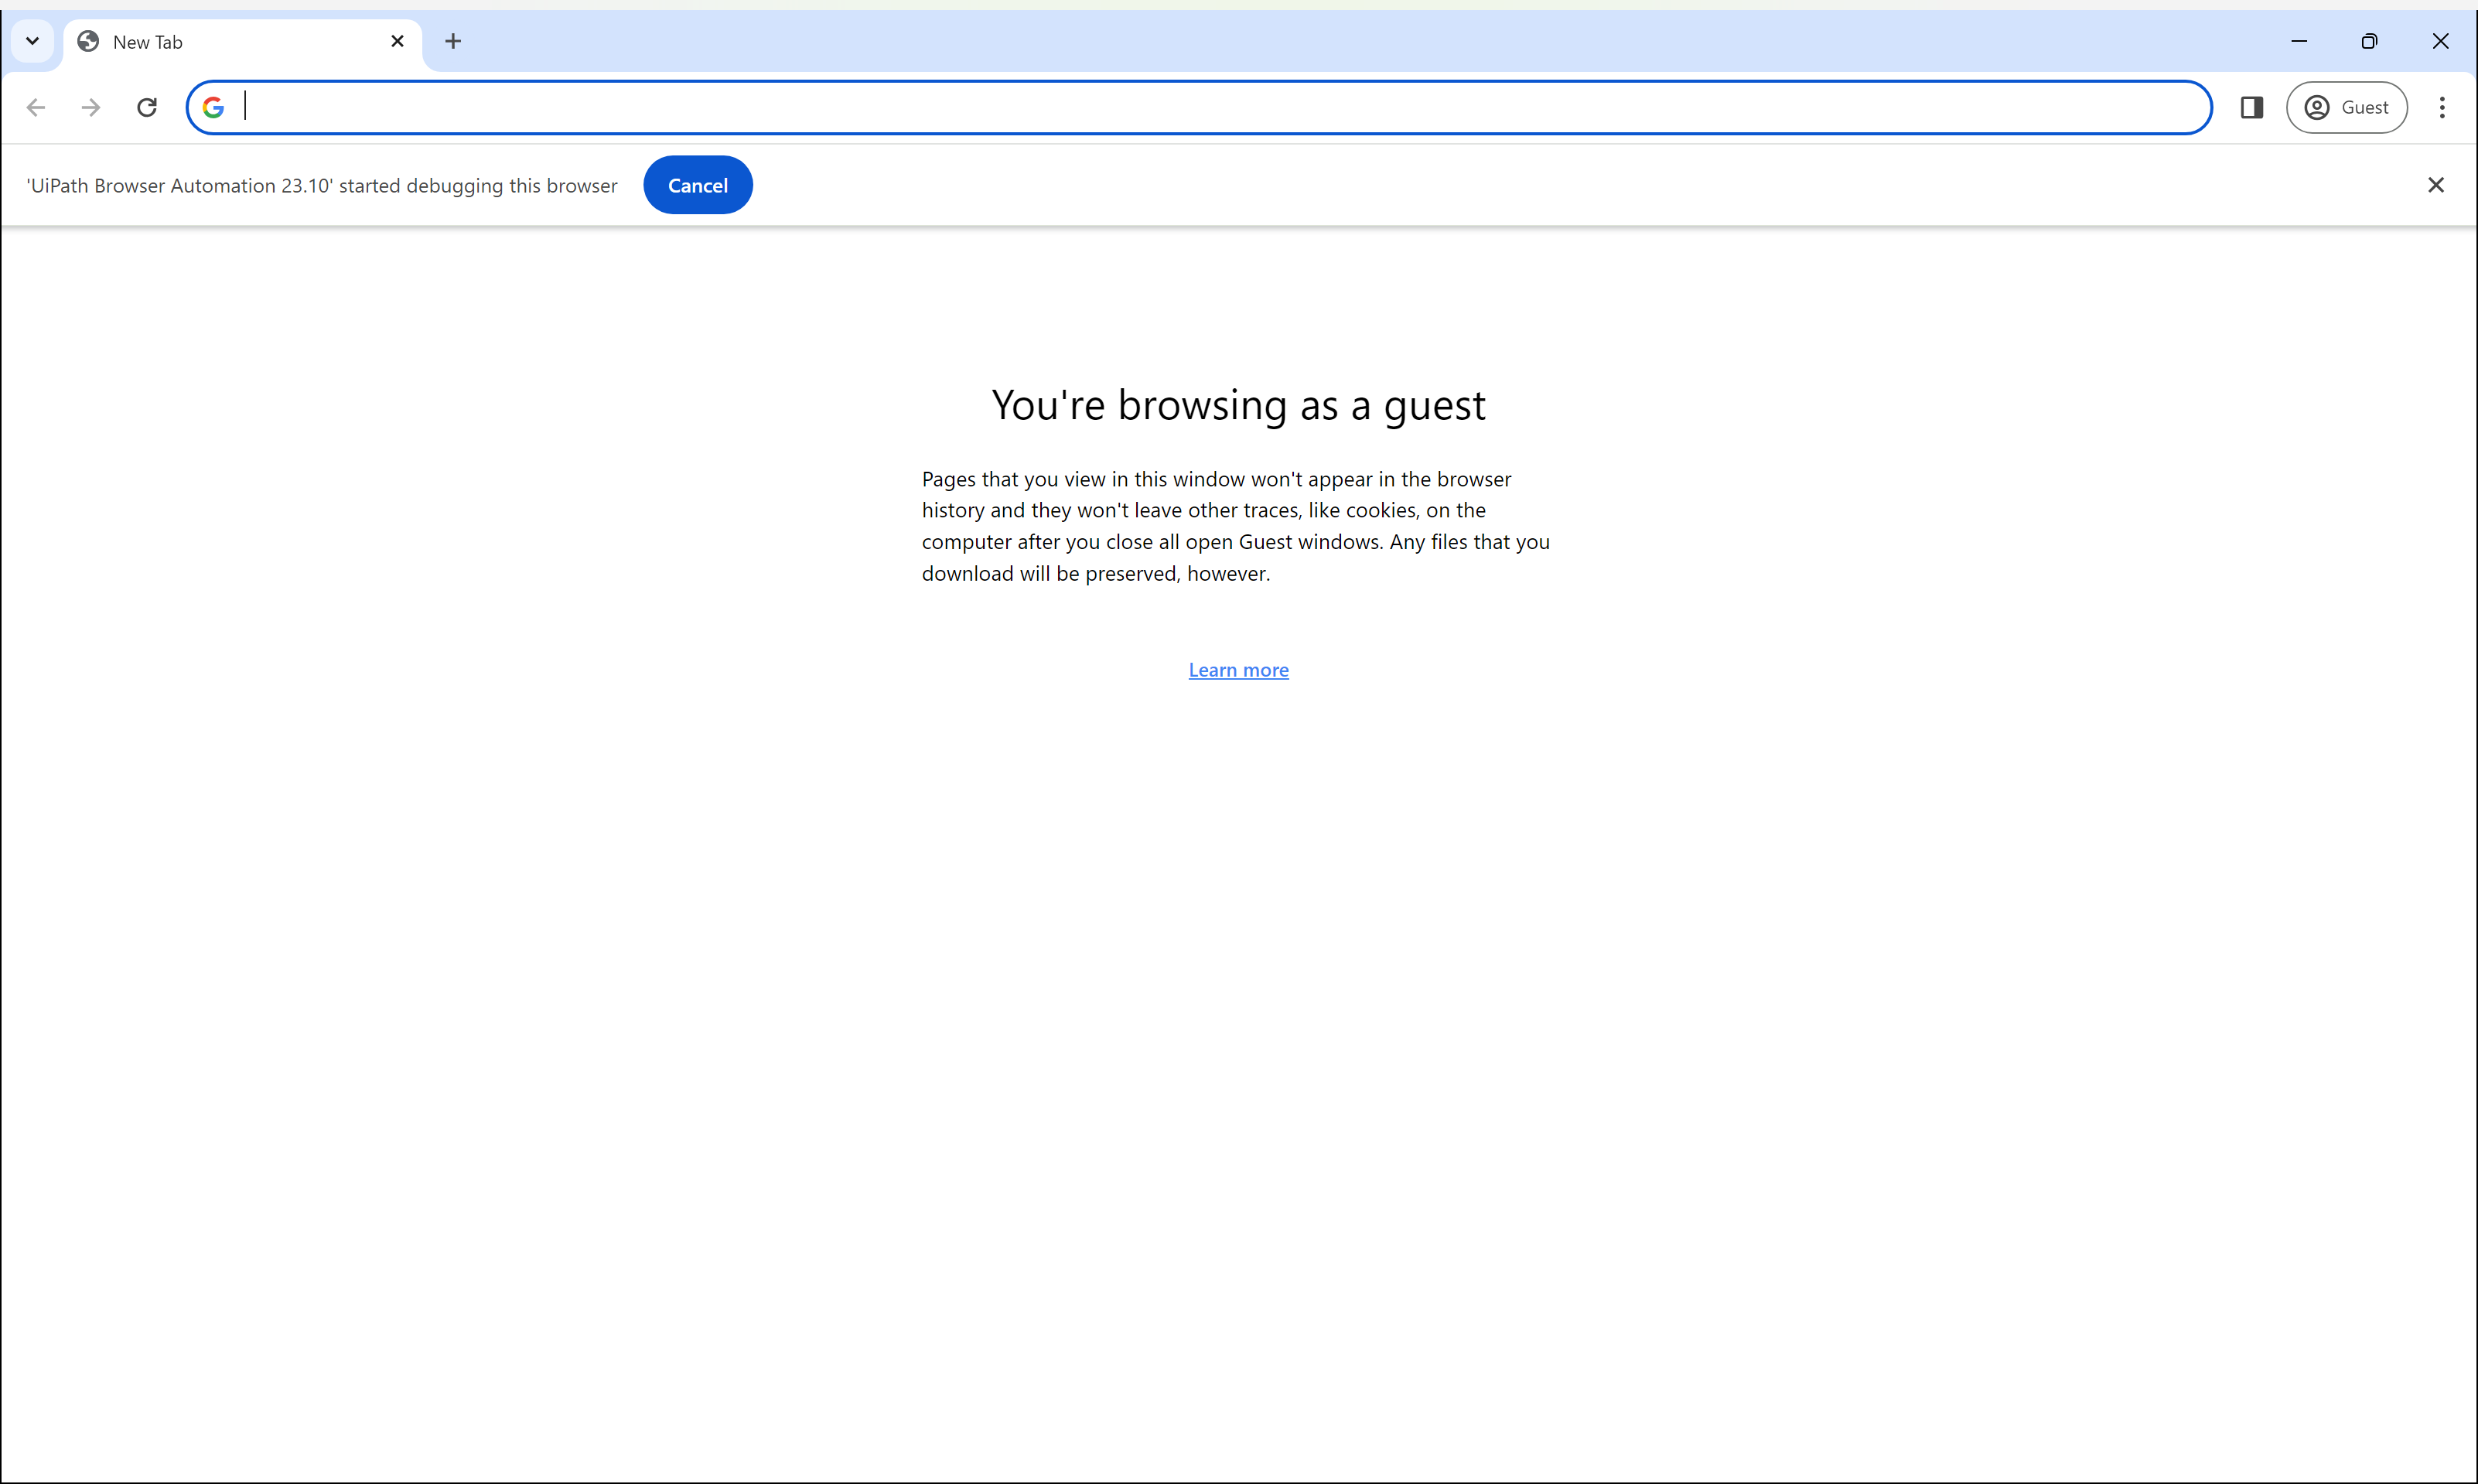 New Tab
Guest
'UiPath Browser Automation 23.10' started debugging this browser
Cancel
You're browsing as a guest
Pages that you view in this window won't appear in the browser
history and they won't leave other traces, like cookies, on the
computer after you close all open Guest windows. Any files that you
download will be preserved, however.
Learn more